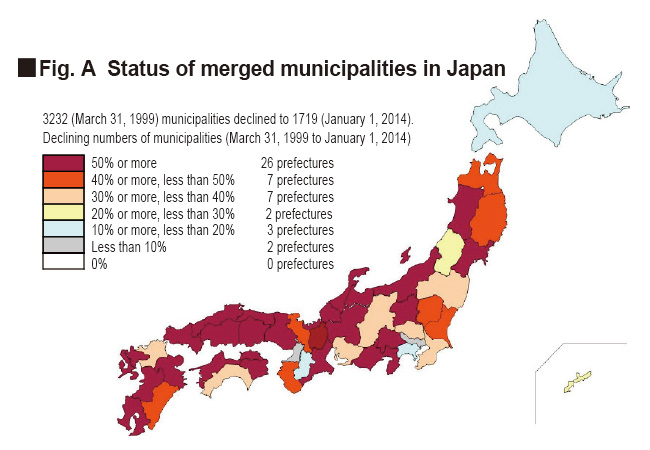 ■Fig. A Status of merged municipalities in Japan
3232 (March 31, 1999) municipalities declined to 1719 (January 1, 2014).
Declining numbers of municipalities (March 31, 1999 to January 1, 2014)
50% or more 26 prefectures
40% or more, less than 50% 7 prefectures
30% or more, less than 40% 7 prefectures
20% or more, less than 30% 2 prefectures
10% or more, less than 20% 3 prefectures
Less than 10% 2 prefectures
0% 0 prefectures